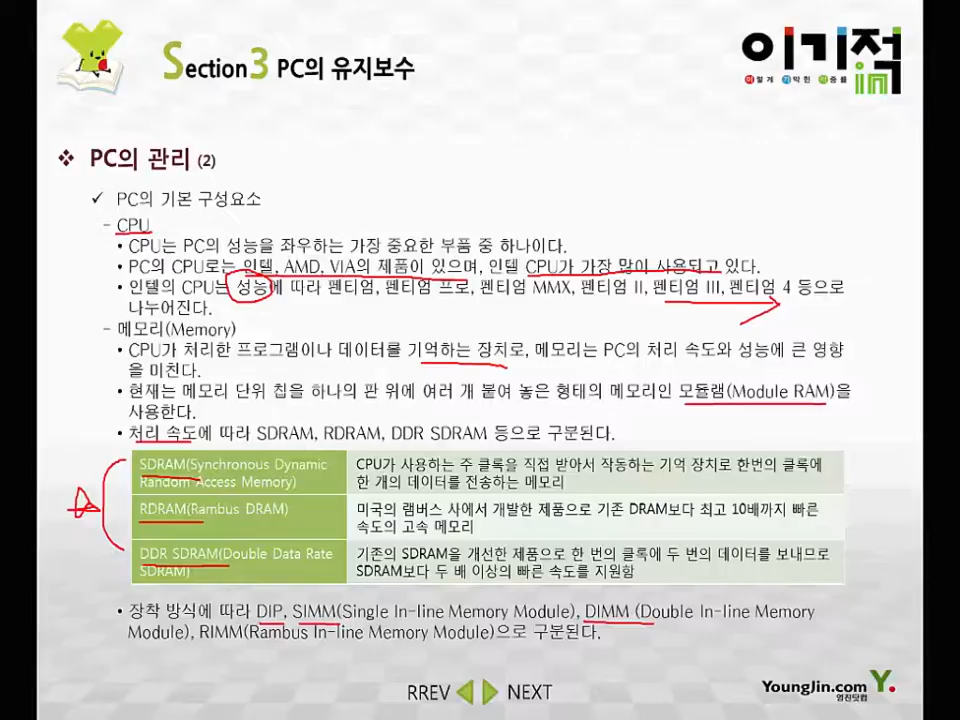 Section3 PC의 유지보수
이기적in
이렇게 기막힌 적중률
❖ PC의 관리 (2)
✓ PC의 기본 구성요소
- CPU
• CPU는 PC의 성능을 좌우하는 가장 중요한 부품 중 하나이다.
• PC의 CPU로는 인텔, AMD, VIA의 제품이 있으며, 인텔 CPU가 가장 많이 사용되고 있다.
• 인텔의 CPU는 성능에 따라 펜티엄, 펜티엄 프로, 펜티엄 MMX, 펜티엄 II, 펜티엄 III, 펜티엄 4 등으로
나누어진다.
- 메모리(Memory)
• CPU가 처리한 프로그램이나 데이터를 기억하는 장치로, 메모리는 PC의 처리 속도와 성능에 큰 영향
을 미친다.
• 현재는 메모리 단위 칩을 하나의 판 위에 여러 개 붙여 놓은 형태의 메모리인 모듈램(Module RAM)을
사용한다.
• 처리 속도에 따라 SDRAM, RDRAM, DDR SDRAM 등으로 구분된다.
SDRAM(Synchronous Dynamic
Random Access Memory)
CPU가 사용하는 주 클록을 직접 받아서 작동하는 기억 장치로 한번의 클록에
한 개의 데이터를 전송하는 메모리
RDRAM(Rambus DRAM)
미국의 램버스 사에서 개발한 제품으로 기존 DRAM보다 최고 10배까지 빠른
속도의 고속 메모리
DDR SDRAM(Double Data Rate
SDRAM)
기존의 SDRAM을 개선한 제품으로 한 번의 클록에 두 번의 데이터를 보내므로
SDRAM보다 두 배 이상의 빠른 속도를 지원함
• 장착 방식에 따라 DIP, SIMM(Single In-line Memory Module), DIMM (Double In-line Memory
Module), RIMM(Rambus In-line Memory Module)으로 구분된다.
RREV NEXT
YoungJin.com Y.
영진닷컴